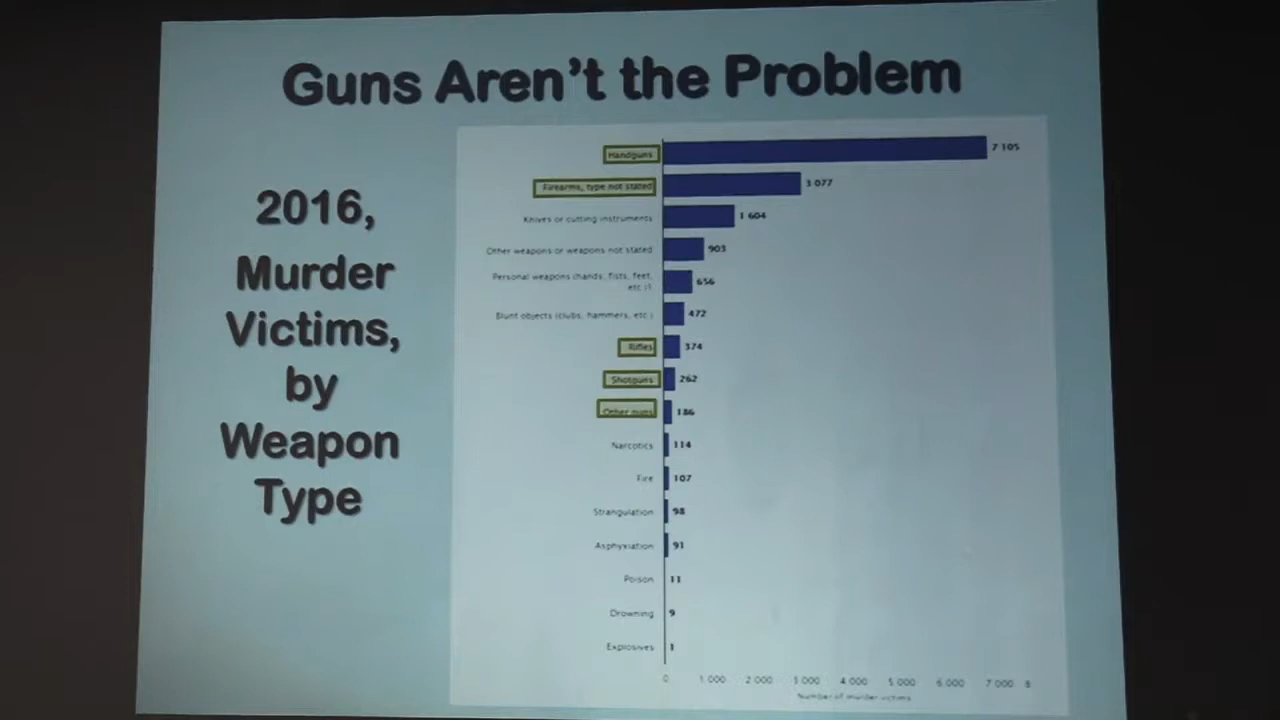 Guns Aren't the Problem
2016,
Murder
Victims,
by
Weapon
Type
Handguns 7 105
Firearms, type not stated 3 077
Knives or cutting instruments 1 604
Other weapons or weapons not stated 903
Personal weapons (hands, fists, feet,
etc.)1 656
Blunt objects (clubs, hammers, etc.) 472
Rifles 374
Shotguns 262
Other guns 186
Narcotics 114
Fire 107
Strangulation 98
Asphyxiation 91
Poison 11
Drowning 9
Explosives 1
0 1 000 2 000 3 000 4 000 5 000 6 000 7 000 8
Number of murder victims